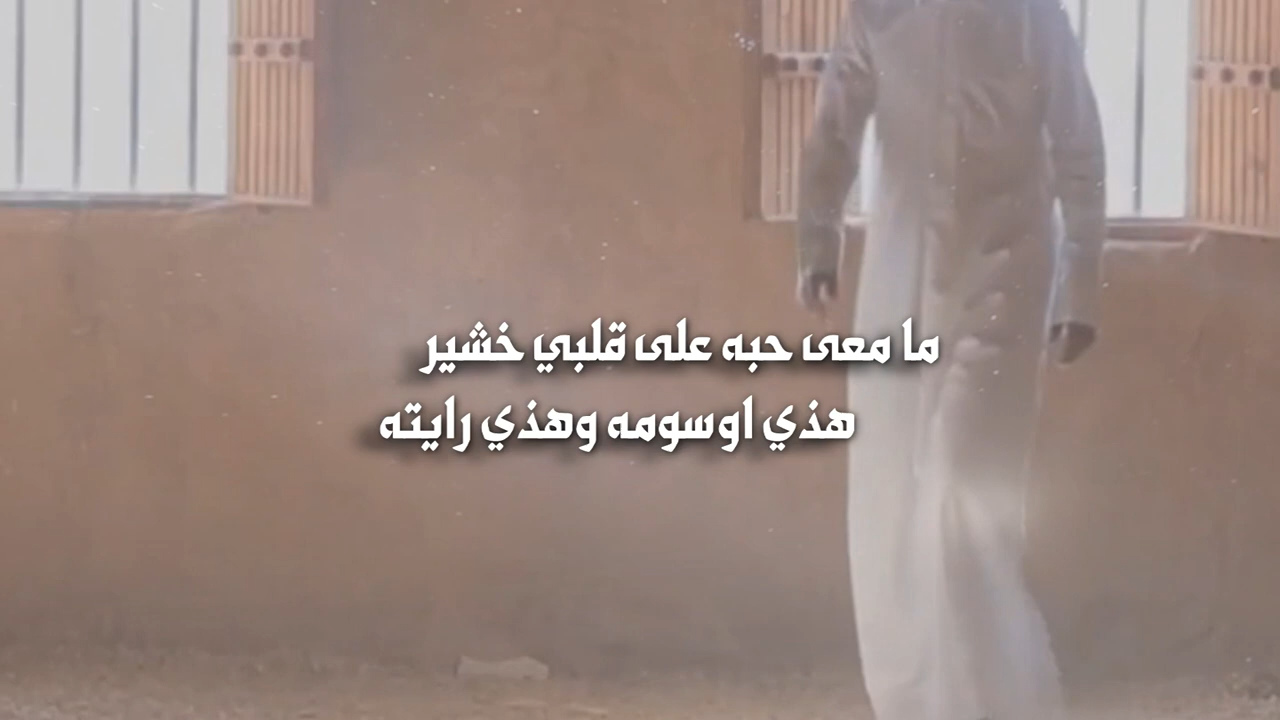 ما معى حبه على قلبي خشير
هذي اوسومه وهذي رايته